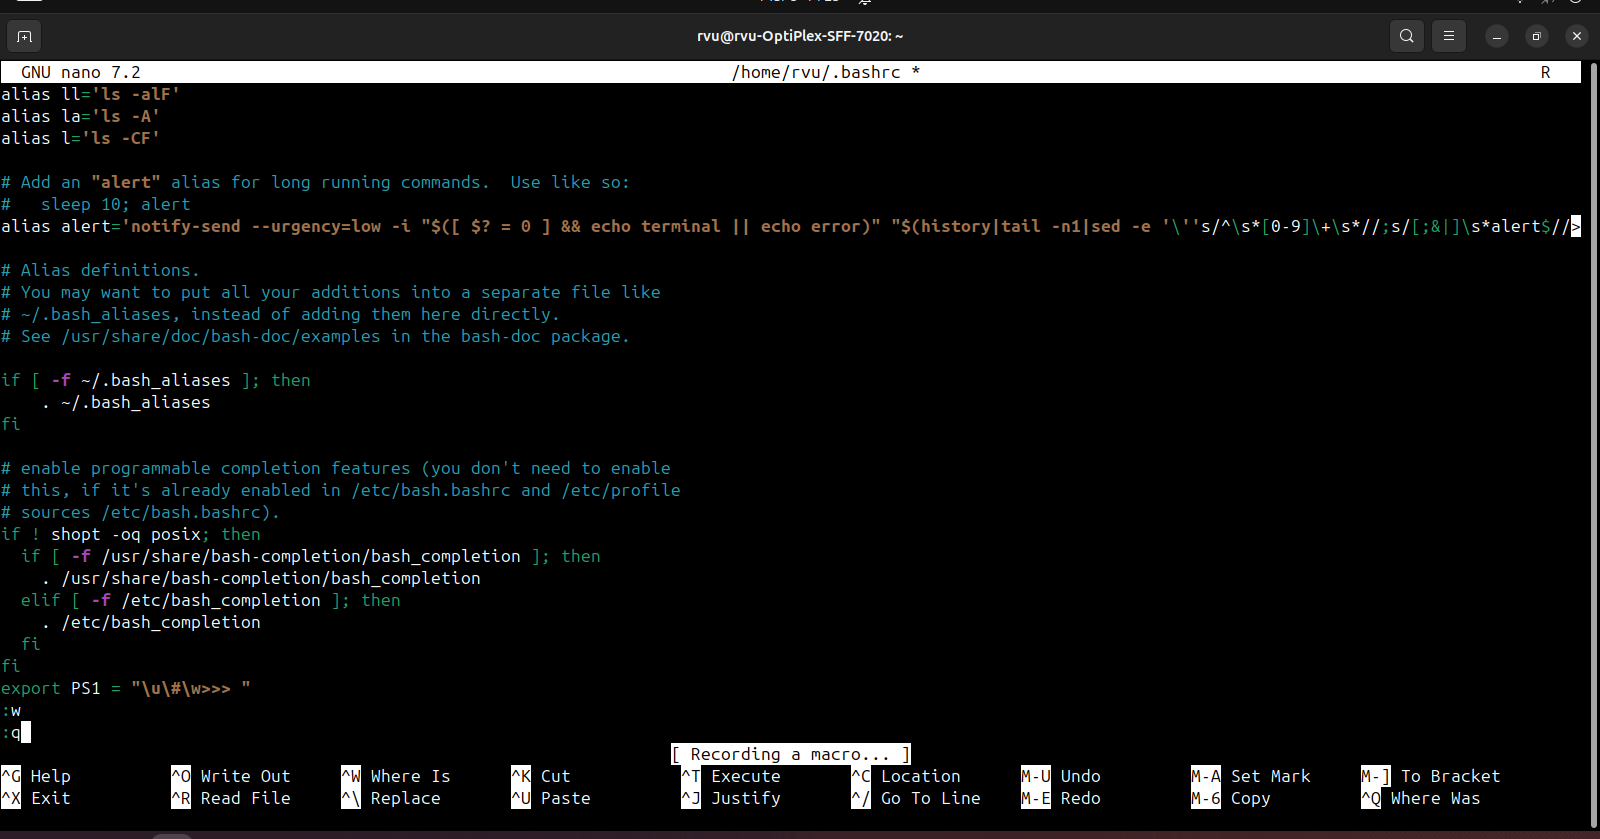 rvu@rvu-OptiPlex-SFF-7020: ~
GNU nano 7.2 /home/rvu/.bashrc * R
alias ll='ls -alF'
alias la='ls -A'
alias l='ls -CF'
# Add an "alert" alias for long running commands.  Use like so:
#   sleep 10; alert
alias alert='notify-send --urgency=low -i "$([ $? = 0 ] && echo terminal || echo error)" "$(history|tail -n1|sed -e '\''s/^\s*[0-9]\+\s*//;s/[;&|]\s*alert$//>
# Alias definitions.
# You may want to put all your additions into a separate file like
# ~/.bash_aliases, instead of adding them here directly.
# See /usr/share/doc/bash-doc/examples in the bash-doc package.
if [ -f ~/.bash_aliases ]; then
    . ~/.bash_aliases
fi
# enable programmable completion features (you don't need to enable
# this, if it's already enabled in /etc/bash.bashrc and /etc/profile
# sources /etc/bash.bashrc).
if ! shopt -oq posix; then
  if [ -f /usr/share/bash-completion/bash_completion ]; then
    . /usr/share/bash-completion/bash_completion
  elif [ -f /etc/bash_completion ]; then
    . /etc/bash_completion
  fi
fi
export PS1 = "\u\#\w>>> "
:w
:q
[ Recording a macro... ]
^G Help ^O Write Out ^W Where Is ^K Cut ^T Execute ^C Location M-U Undo M-A Set Mark M-] To Bracket
^X Exit ^R Read File ^\ Replace ^U Paste ^J Justify ^/ Go To Line M-E Redo M-6 Copy ^Q Where Was